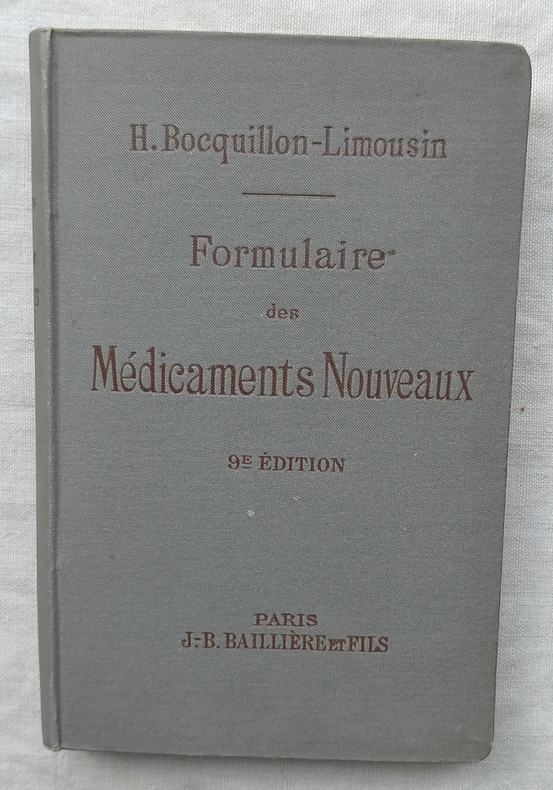 H. Bocquillon-Limousin
Formulaire
des
Médicaments Nouveaux
9E ÉDITION
PARIS
J.-B. BAILLIÈRE ET FILS